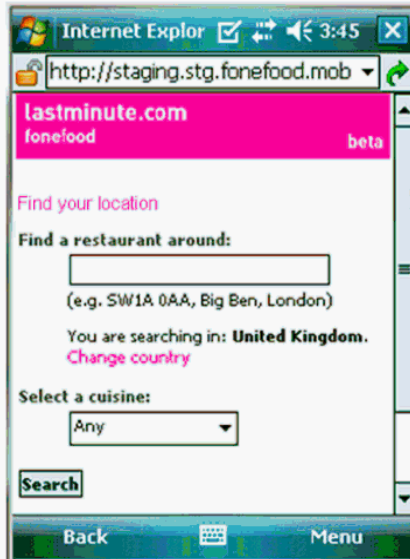 Internet Explor 3:45
http://staging.stg.fonefood.mob
lastminute.com
fonefood
beta
Find your location
Find a restaurant around:
(e.g. SW1A 0AA, Big Ben, London)
You are searching in: United Kingdom.
Change country
Select a cuisine:
Any
Search
Back Menu